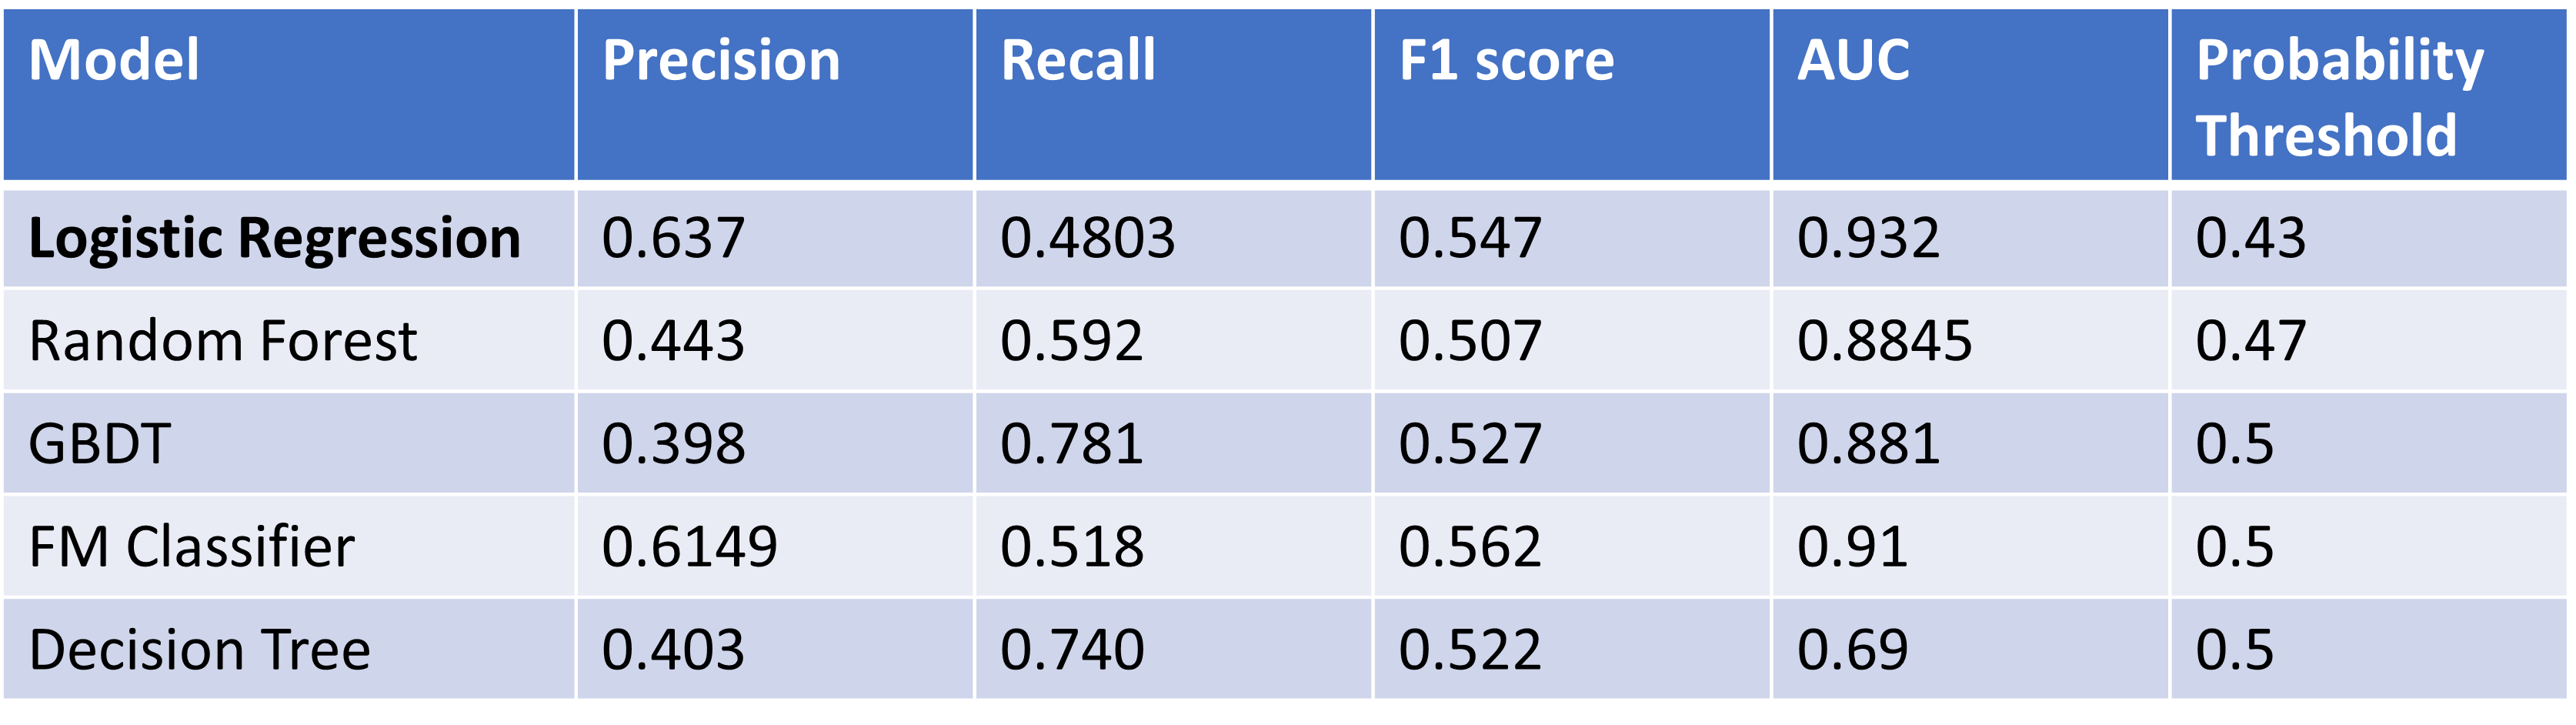 Model Precision Recall F1 score AUC Probability Threshold
Logistic Regression 0.637 0.4803 0.547 0.932 0.43
Random Forest 0.443 0.592 0.507 0.8845 0.47
GBDT 0.398 0.781 0.527 0.881 0.5
FM Classifier 0.6149 0.518 0.562 0.91 0.5
Decision Tree 0.403 0.740 0.522 0.69 0.5